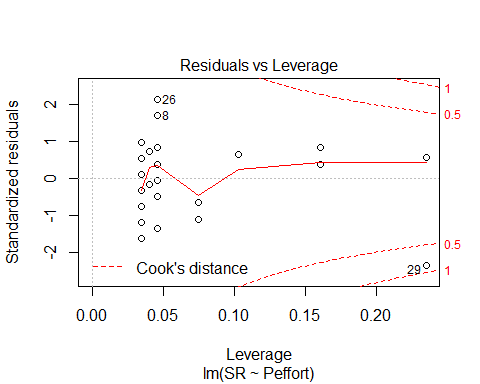 Residuals vs Leverage
Standardized residuals
2
1
0
-1
-2
26
8
29
1
0.5
0.5
1
Cook's distance
0.00 0.05 0.10 0.15 0.20
Leverage
lm(SR ~ Peffort)